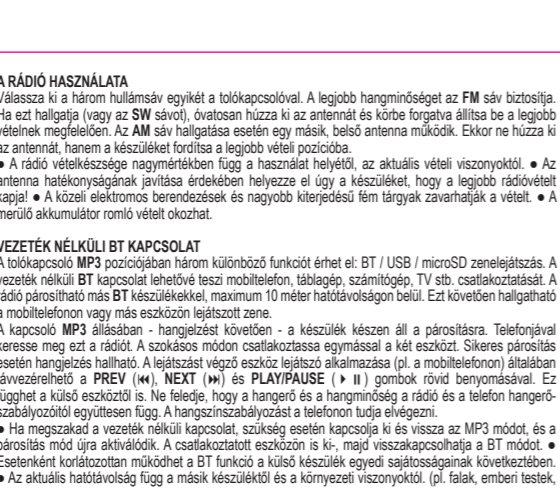 A RÁDIÓ HASZNÁLATA
Válassza ki a három hullámsáv egyikét a tolókapcsolóval. A legjobb hangminőséget az FM sáv biztosítja.
Ha ezt hallgatja (vagy az SW sávot), óvatosan húzza ki az antennát és körbe forgatva állítsa be a legjobb
vételnek megfelelően. Az AM sáv hallgatása esetén egy másik, belső antenna működik. Ekkor ne húzza ki
az antennát, hanem a készüléket fordítsa a legjobb vételi pozícióba.
● A rádió vételkészsége nagymértékben függ a használat helyétől, az aktuális vételi viszonyoktól. ● Az
antenna hatékonyságának javítása érdekében helyezze el úgy a készüléket, hogy a legjobb rádióvételt
kapja! ● A közeli elektromos berendezések és nagyobb kiterjedésű fém tárgyak zavarhatják a vételt. ● A
merülő akkumulátor romló vételt okozhat.
VEZETÉK NÉLKÜLI BT KAPCSOLAT
A tolókapcsoló MP3 pozíciójában három különböző funkciót érhet el: BT / USB / microSD zenelejátszás. A
vezeték nélküli BT kapcsolat lehetővé teszi mobiltelefon, táblagép, számítógép, TV stb. csatlakoztatását. A
rádió párosítható más BT készülékekkel, maximum 10 méter hatótávolságon belül. Ezt követően hallgatható
a mobiltelefonon vagy más eszközön lejátszott zene.
A kapcsoló MP3 állásában - hangjelzést követően - a készülék készen áll a párosításra. Telefonjával
keresse meg ezt a rádiót. A szokásos módon csatlakoztassa egymással a két eszközt. Sikeres párosítás
esetén hangjelzés hallható. A lejátszást végző eszköz lejátszó alkalmazása (pl. a mobiltelefonon) általában
távvezérelhető a PREV (⏮), NEXT (⏭) és PLAY/PAUSE (⏵⏸) gombok rövid benyomásával. Ez
függhet a külső eszköztől is. Ne feledje, hogy a hangerő és a hangminőség a rádió és a telefon hangerő-
szabályozóitól együttesen függ. A hangszínszabályozást a telefonon tudja elvégezni.
● Ha megszakad a vezeték nélküli kapcsolat, szükség esetén kapcsolja ki és vissza az MP3 módot, és a
párosítás mód újra aktiválódik. A csatlakoztatott eszközön is ki-, majd visszakapcsolhatja a BT módot. ●
Esetenként korlátozottan működhet a BT funkció a külső készülék egyedi sajátosságainak következtében.
● Az aktuális hatótávolság függ a másik készüléktől és a környezeti viszonyoktól. (pl. falak, emberi testek,